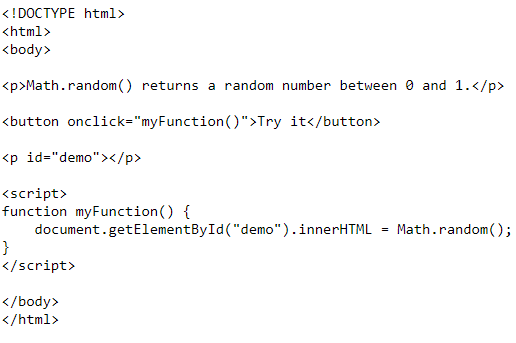 <!DOCTYPE html>
<html>
<body>
<p>Math.random() returns a random number between 0 and 1.</p>
<button onclick="myFunction()">Try it</button>
<p id="demo"></p>
<script>
function myFunction() {
    document.getElementById("demo").innerHTML = Math.random();
}
</script>
</body>
</html>